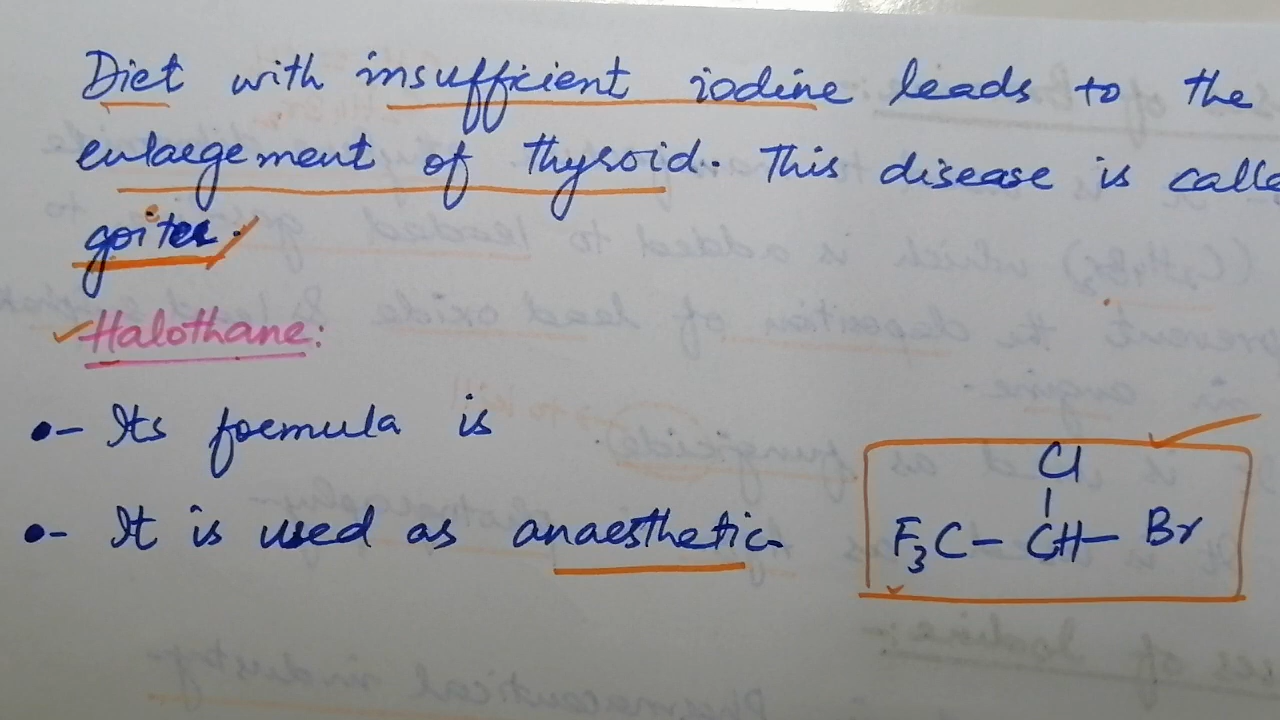 Diet with insufficient iodine leads to the
enlargement of thyroid. This disease is calle
goiter.
Halothane:
•- Its formula is
•- It is used as anaesthetic.
Cl
|
F₃C - CH - Br